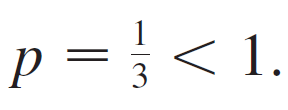 p = 1/3 < 1.